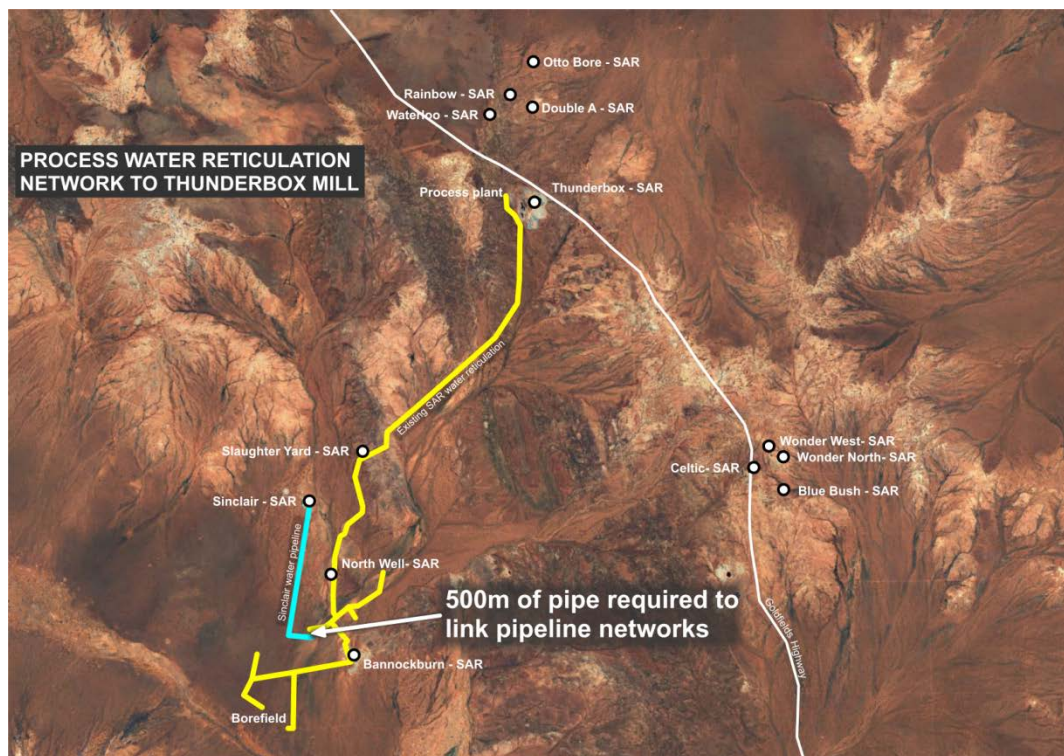 Otto Bore - SAR
Rainbow - SAR
Double A - SAR
Waterloo - SAR
PROCESS WATER RETICULATION
NETWORK TO THUNDERBOX MILL
Process plant
Thunderbox - SAR
Existing SAR water reticulation
Slaughter Yard - SAR
Wonder West- SAR
Wonder North- SAR
Celtic- SAR
Blue Bush - SAR
Sinclair - SAR
Sinclair water pipeline
North Well- SAR
500m of pipe required to
link pipeline networks
Goldfields Highway
Bannockburn - SAR
Borefield